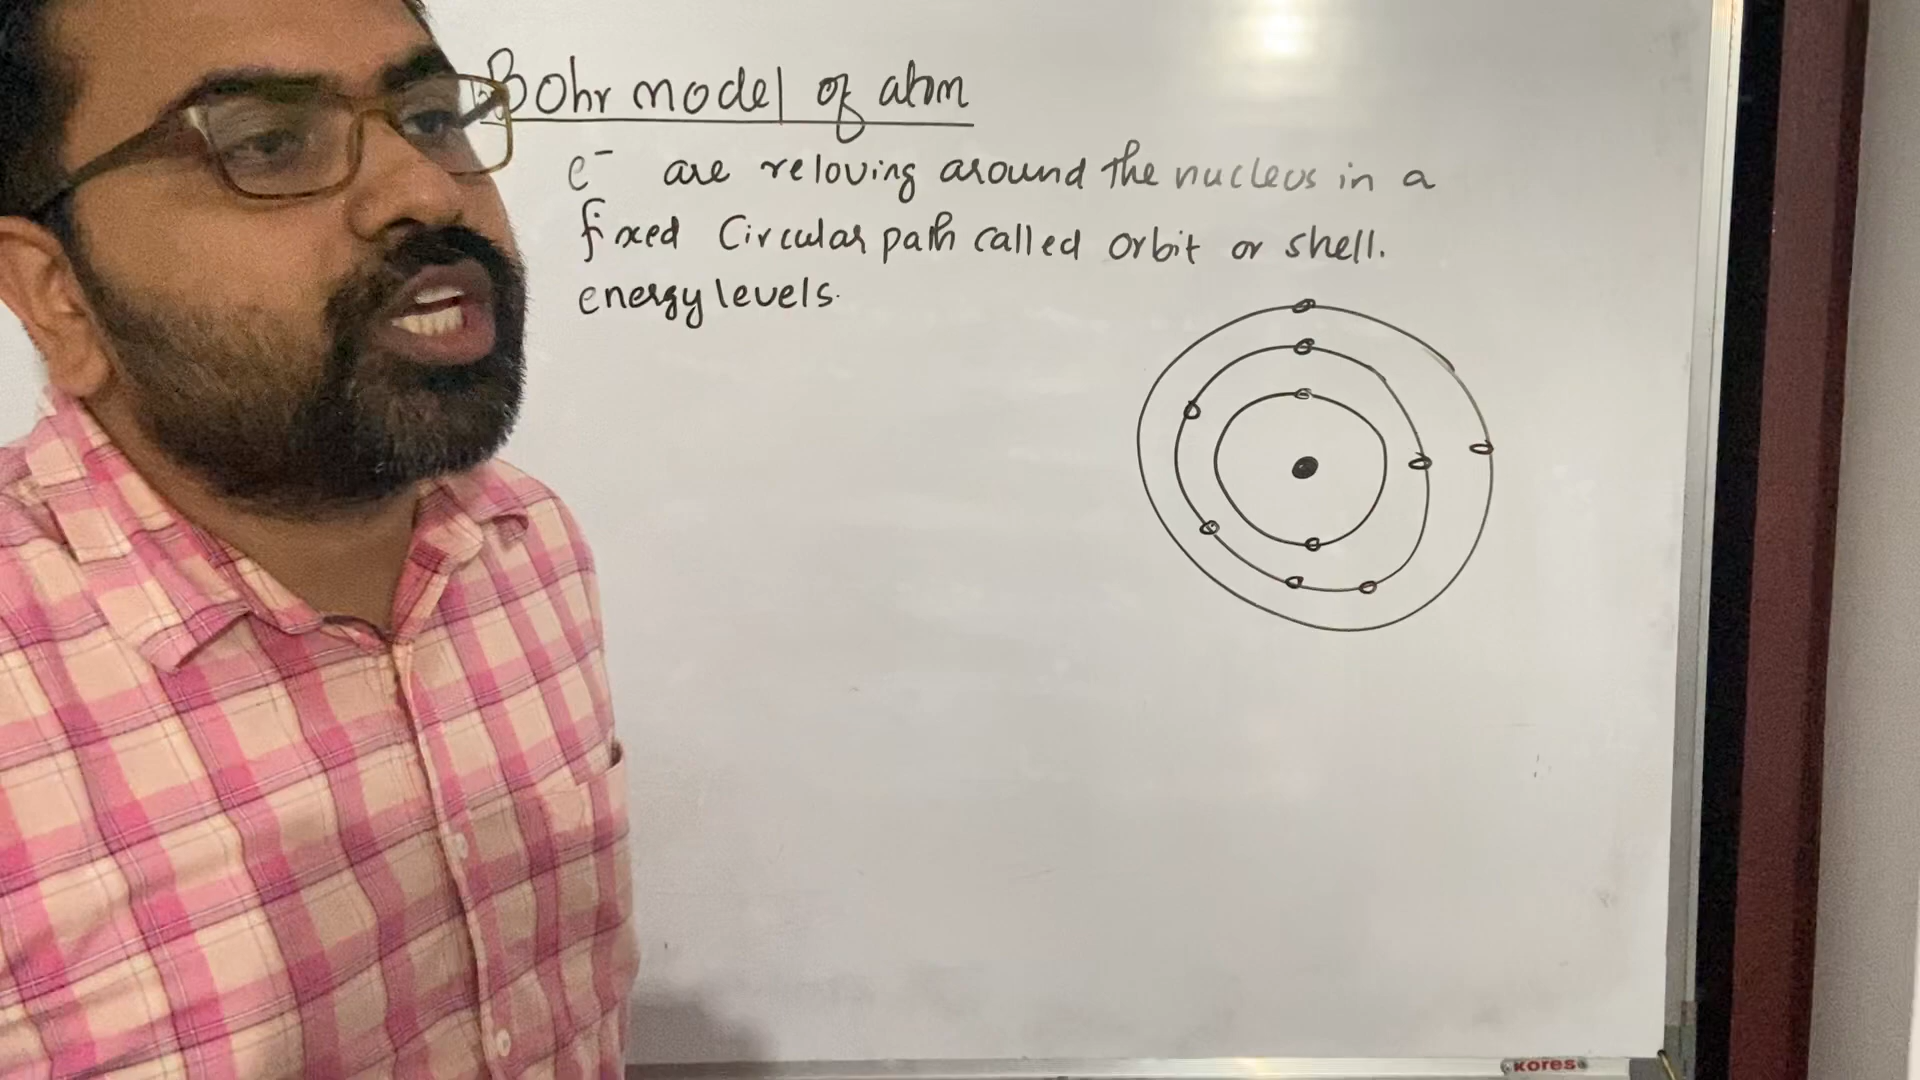 Bohr model of atom
e⁻ are reloving around the nucleus in a
fixed Circular path called orbit or shell.
energy levels.
KORES